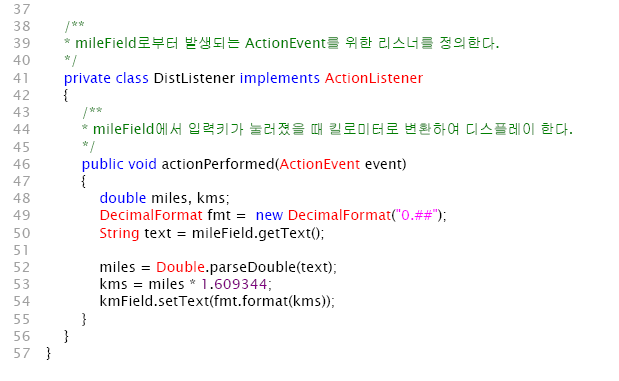 37
38 /**
39 * mileField로부터 발생되는 ActionEvent를 위한 리스너를 정의한다.
40 */
41 private class DistListener implements ActionListener
42 {
43 /**
44 * mileField에서 입력키가 눌러졌을 때 킬로미터로 변환하여 디스플레이 한다.
45 */
46 public void actionPerformed(ActionEvent event)
47 {
48 double miles, kms;
49 DecimalFormat fmt =  new DecimalFormat("0.##");
50 String text = mileField.getText();
51
52 miles = Double.parseDouble(text);
53 kms = miles * 1.609344;
54 kmField.setText(fmt.format(kms));
55 }
56 }
57 }